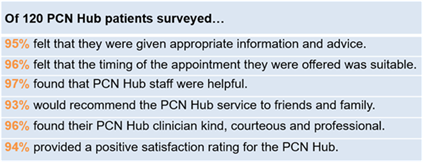 Of 120 PCN Hub patients surveyed…
95% felt that they were given appropriate information and advice.
96% felt that the timing of the appointment they were offered was suitable.
97% found that PCN Hub staff were helpful.
93% would recommend the PCN Hub service to friends and family.
96% found their PCN Hub clinician kind, courteous and professional.
94% provided a positive satisfaction rating for the PCN Hub.